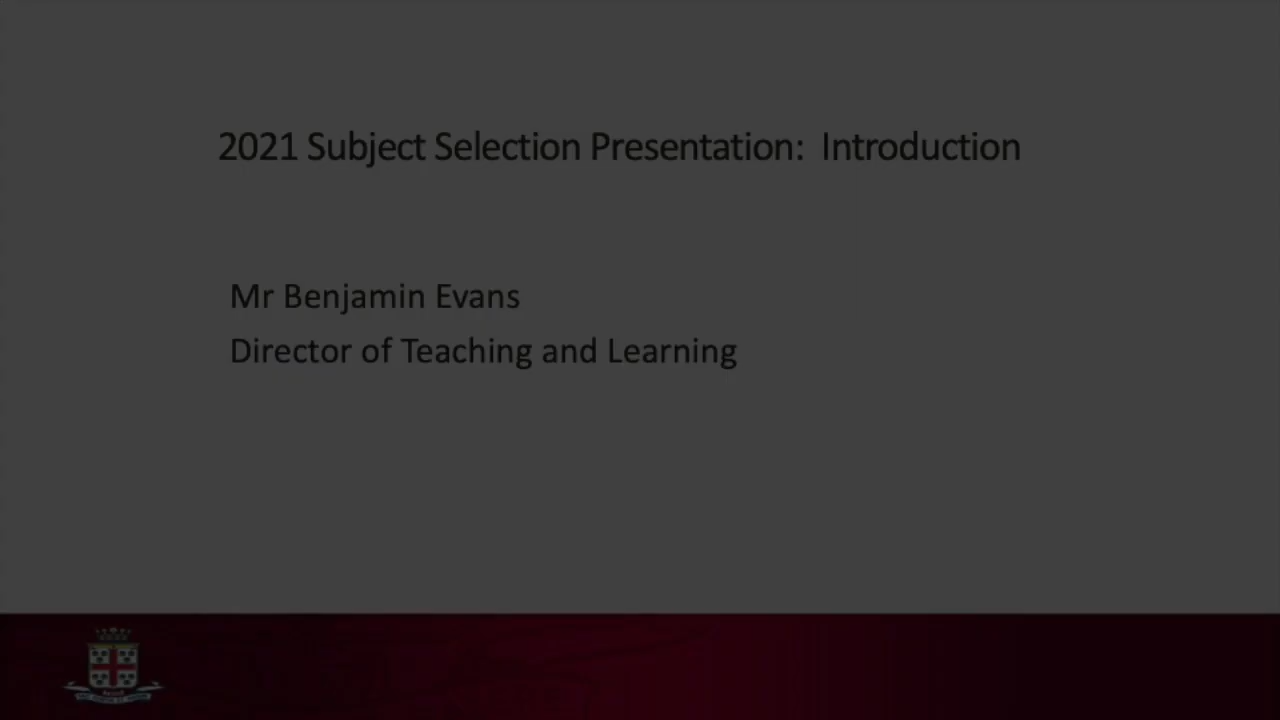 2021 Subject Selection Presentation: Introduction
Mr Benjamin Evans
Director of Teaching and Learning